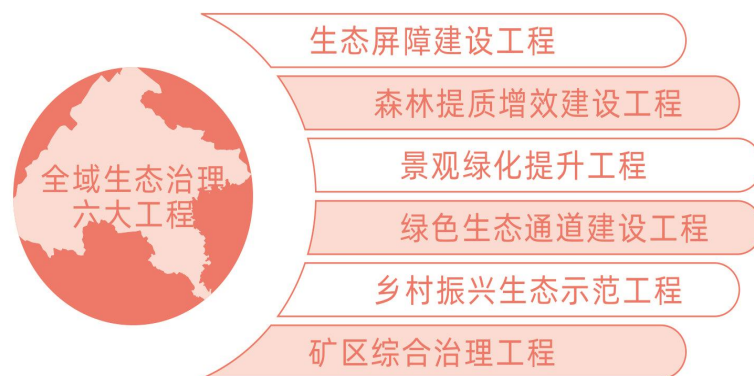 全域生态治理
六大工程
生态屏障建设工程
森林提质增效建设工程
景观绿化提升工程
绿色生态通道建设工程
乡村振兴生态示范工程
矿区综合治理工程